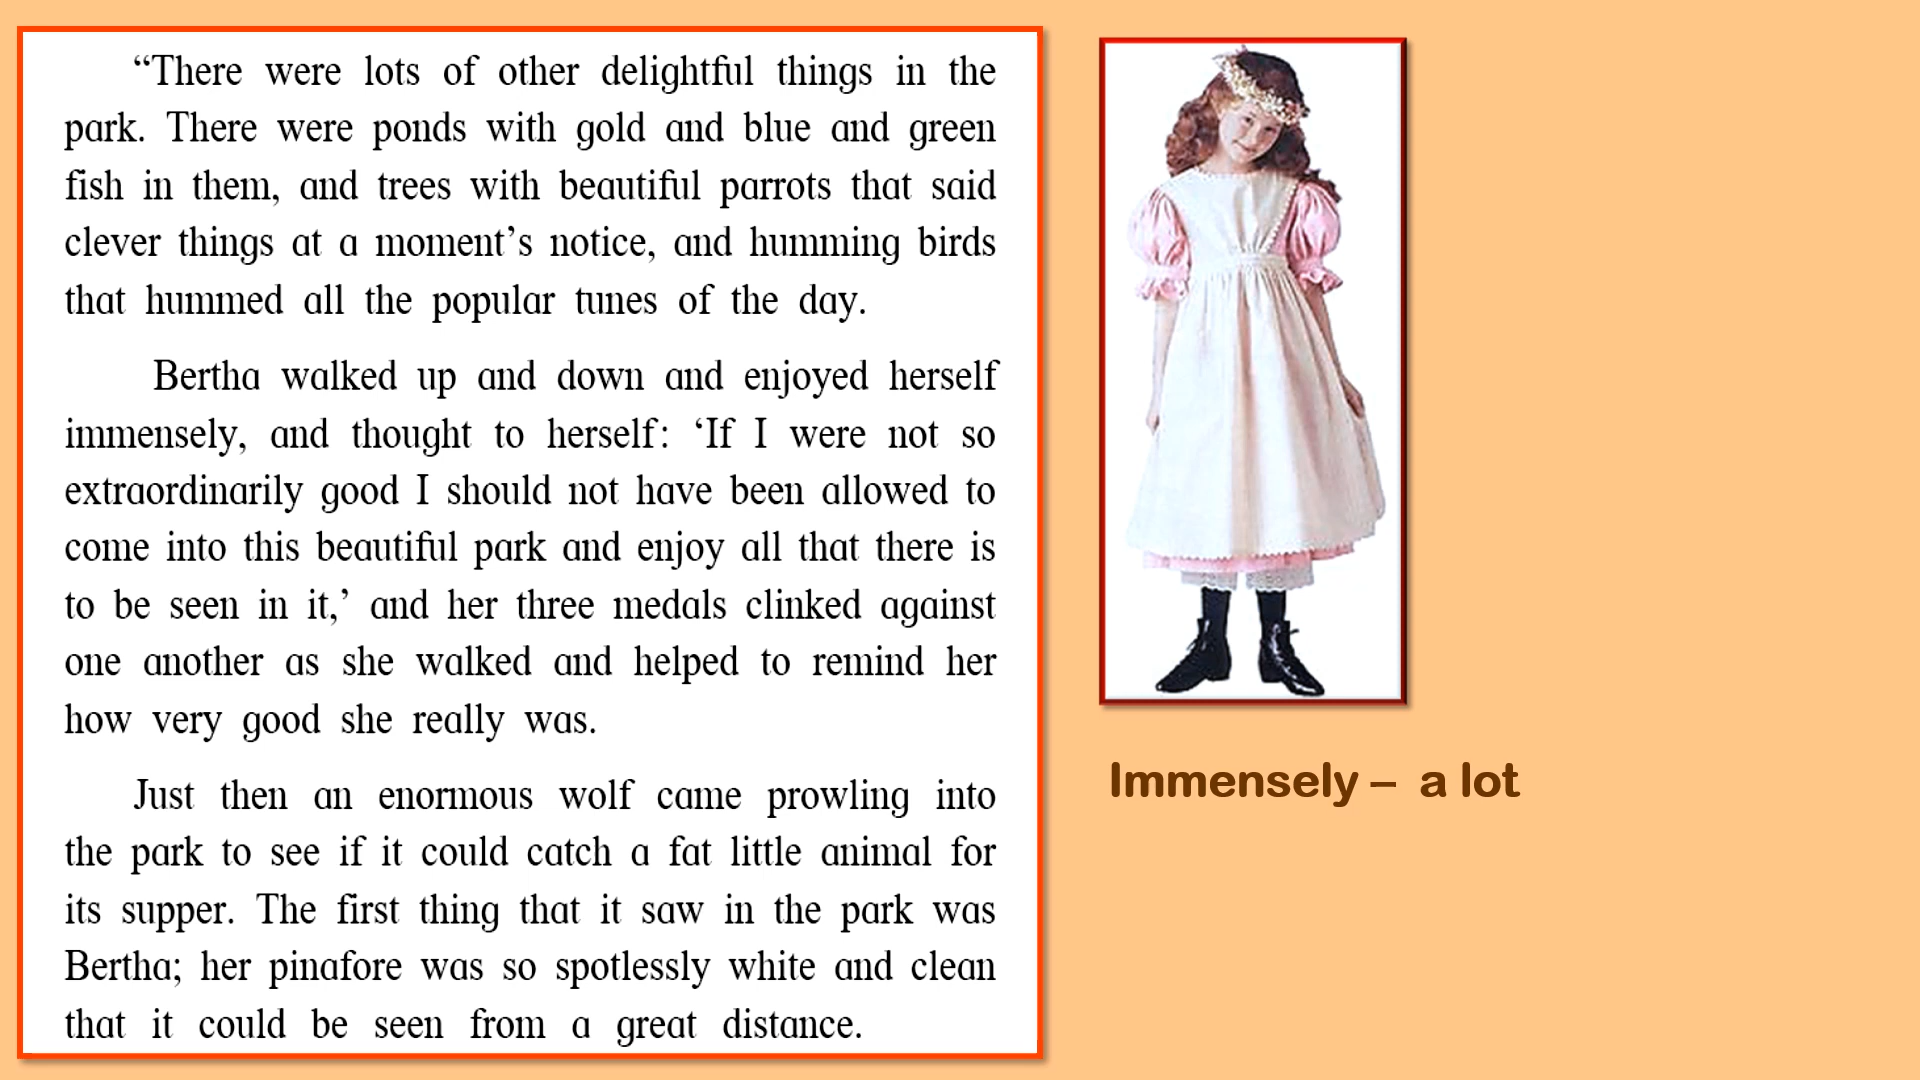 “There were lots of other delightful things in the
park. There were ponds with gold and blue and green
fish in them, and trees with beautiful parrots that said
clever things at a moment’s notice, and humming birds
that hummed all the popular tunes of the day.
Bertha walked up and down and enjoyed herself
immensely, and thought to herself: ‘If I were not so
extraordinarily good I should not have been allowed to
come into this beautiful park and enjoy all that there is
to be seen in it,’ and her three medals clinked against
one another as she walked and helped to remind her
how very good she really was.
Just then an enormous wolf came prowling into
the park to see if it could catch a fat little animal for
its supper. The first thing that it saw in the park was
Bertha; her pinafore was so spotlessly white and clean
that it could be seen from a great distance.
Immensely – a lot